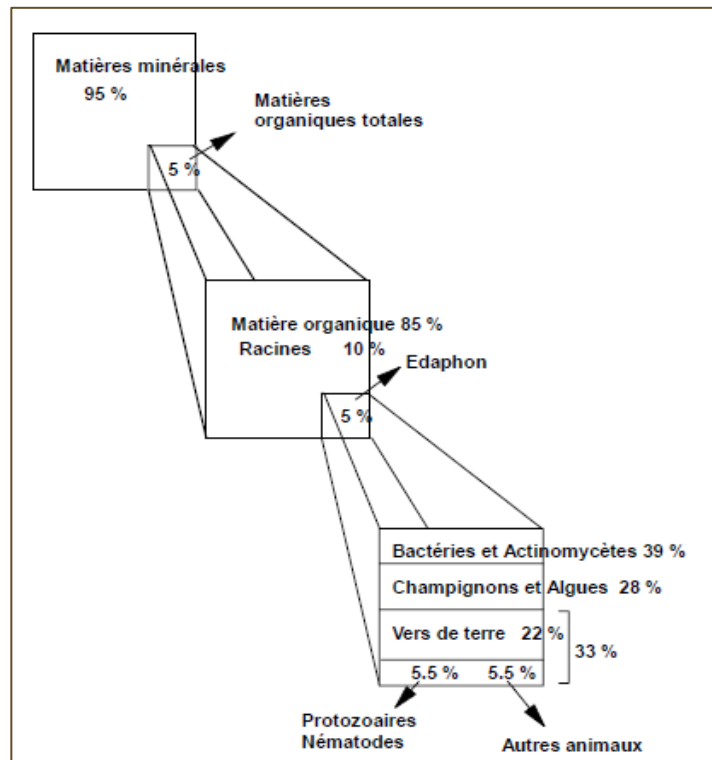 Matières minérales
95 %
Matières
organiques totales
5 %
Matière organique 85 %
Racines 10 %
Edaphon
5 %
Bactéries et Actinomycètes 39 %
Champignons et Algues 28 %
Vers de terre 22 %
33 %
5.5 % 5.5 %
Protozoaires
Nématodes
Autres animaux